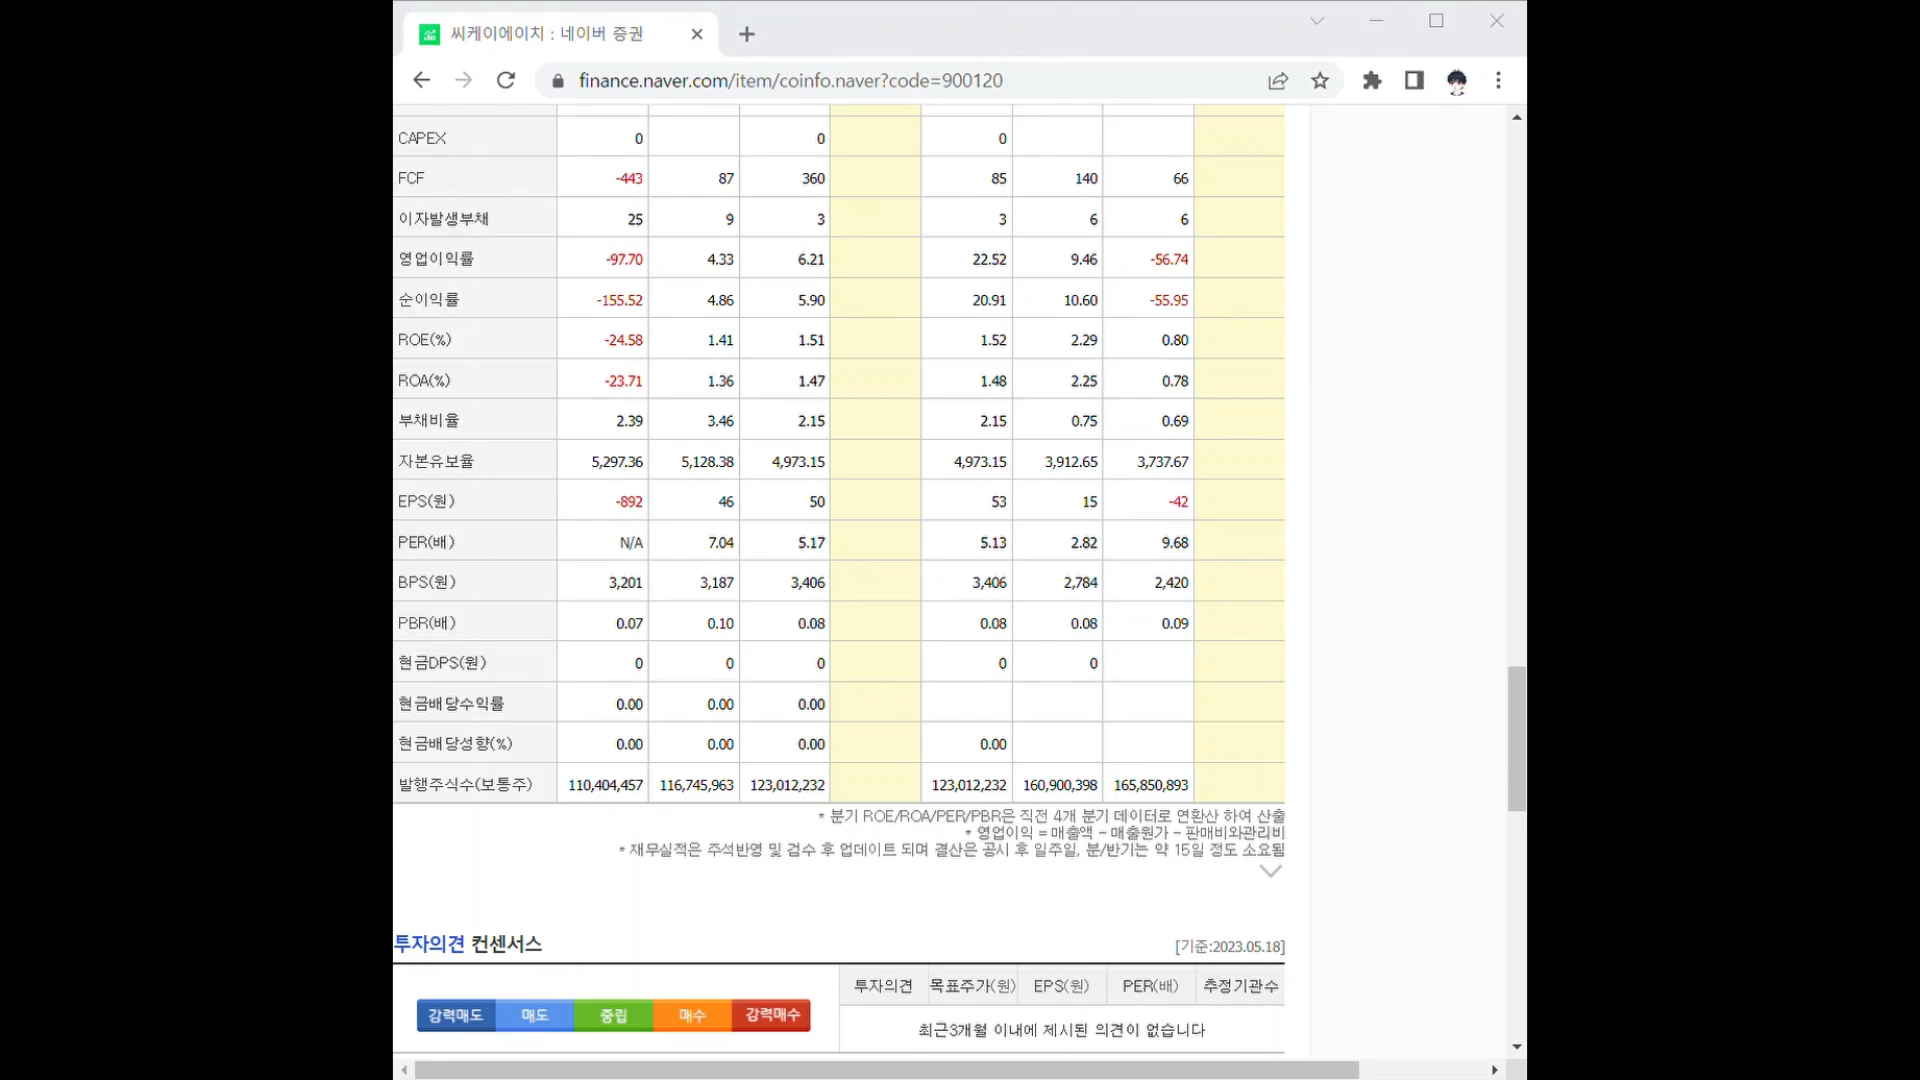 씨케이에이치 : 네이버 증권
finance.naver.com/item/coinfo.naver?code=900120
CAPEX 0 0 0
FCF -443 87 360 85 140 66
이자발생부채 25 9 3 3 6 6
영업이익률 -97.70 4.33 6.21 22.52 9.46 -56.74
순이익률 -155.52 4.86 5.90 20.91 10.60 -55.95
ROE(%) -24.58 1.41 1.51 1.52 2.29 0.80
ROA(%) -23.71 1.36 1.47 1.48 2.25 0.78
부채비율 2.39 3.46 2.15 2.15 0.75 0.69
자본유보율 5,297.36 5,128.38 4,973.15 4,973.15 3,912.65 3,737.67
EPS(원) -892 46 50 53 15 -42
PER(배) N/A 7.04 5.17 5.13 2.82 9.68
BPS(원) 3,201 3,187 3,406 3,406 2,784 2,420
PBR(배) 0.07 0.10 0.08 0.08 0.08 0.09
현금DPS(원) 0 0 0 0 0
현금배당수익률 0.00 0.00 0.00
현금배당성향(%) 0.00 0.00 0.00 0.00
발행주식수(보통주) 110,404,457 116,745,963 123,012,232 123,012,232 160,900,398 165,850,893
* 분기 ROE/ROA/PER/PBR은 직전 4개 분기 데이터로 연환산 하여 산출
* 영업이익 = 매출액 - 매출원가 - 판매비와관리비
* 재무실적은 주석반영 및 검수 후 업데이트 되며 결산은 공시 후 일주일, 분/반기는 약 15일 정도 소요됨
투자의견 컨센서스 [기준:2023.05.18]
투자의견 목표주가(원) EPS(원) PER(배) 추정기관수
강력매도 매도 중립 매수 강력매수
최근3개월 이내에 제시된 의견이 없습니다